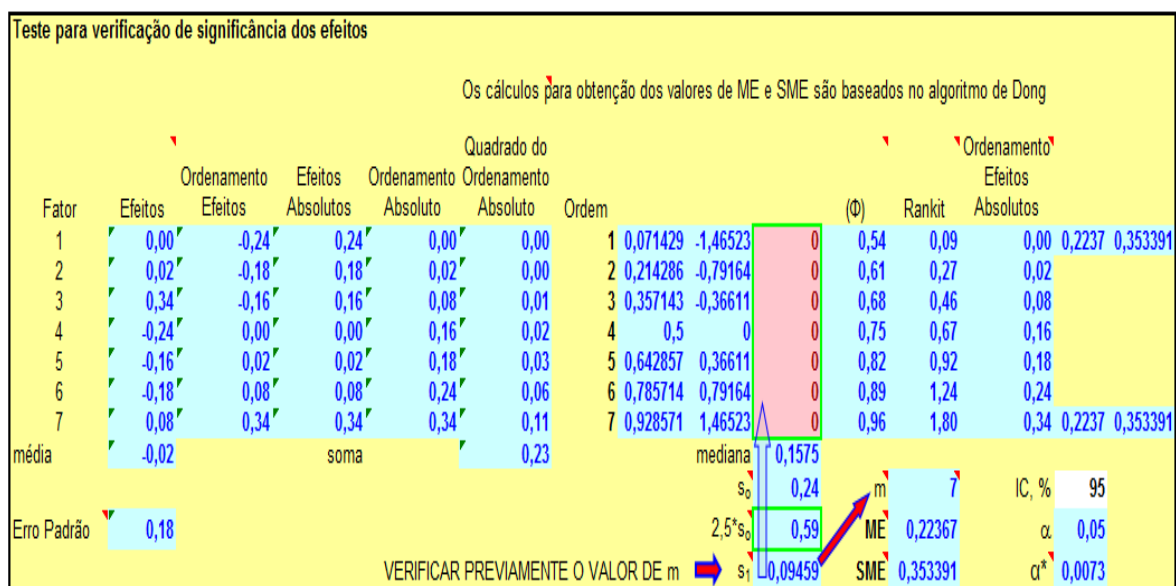 Teste para verificação de significância dos efeitos
Os cálculos para obtenção dos valores de ME e SME são baseados no algoritmo de Dong
Quadrado do Ordenamento
Ordenamento Efeitos Ordenamento Ordenamento Efeitos
Fator Efeitos Efeitos Absolutos Absoluto Absoluto Ordem (Φ) Rankit Absolutos
1 0,00 -0,24 0,24 0,00 0,00 1 0,071429 -1,46523 0 0,54 0,09 0,00 0,2237 0,353391
2 0,02 -0,18 0,18 0,02 0,00 2 0,214286 -0,79164 0 0,61 0,27 0,02
3 0,34 -0,16 0,16 0,08 0,01 3 0,357143 -0,36611 0 0,68 0,46 0,08
4 -0,24 0,00 0,00 0,16 0,02 4 0,5 0 0 0,75 0,67 0,16
5 -0,16 0,02 0,02 0,18 0,03 5 0,642857 0,36611 0 0,82 0,92 0,18
6 -0,18 0,08 0,08 0,24 0,06 6 0,785714 0,79164 0 0,89 1,24 0,24
7 0,08 0,34 0,34 0,34 0,11 7 0,928571 1,46523 0 0,96 1,80 0,34 0,2237 0,353391
média -0,02 soma 0,23 mediana 0,1575
s₀ 0,24 m 7 IC, % 95
Erro Padrão 0,18 2,5*s₀ 0,59 ME 0,22367 α 0,05
VERIFICAR PREVIAMENTE O VALOR DE m s₁ 0,09459 SME 0,353391 α* 0,0073